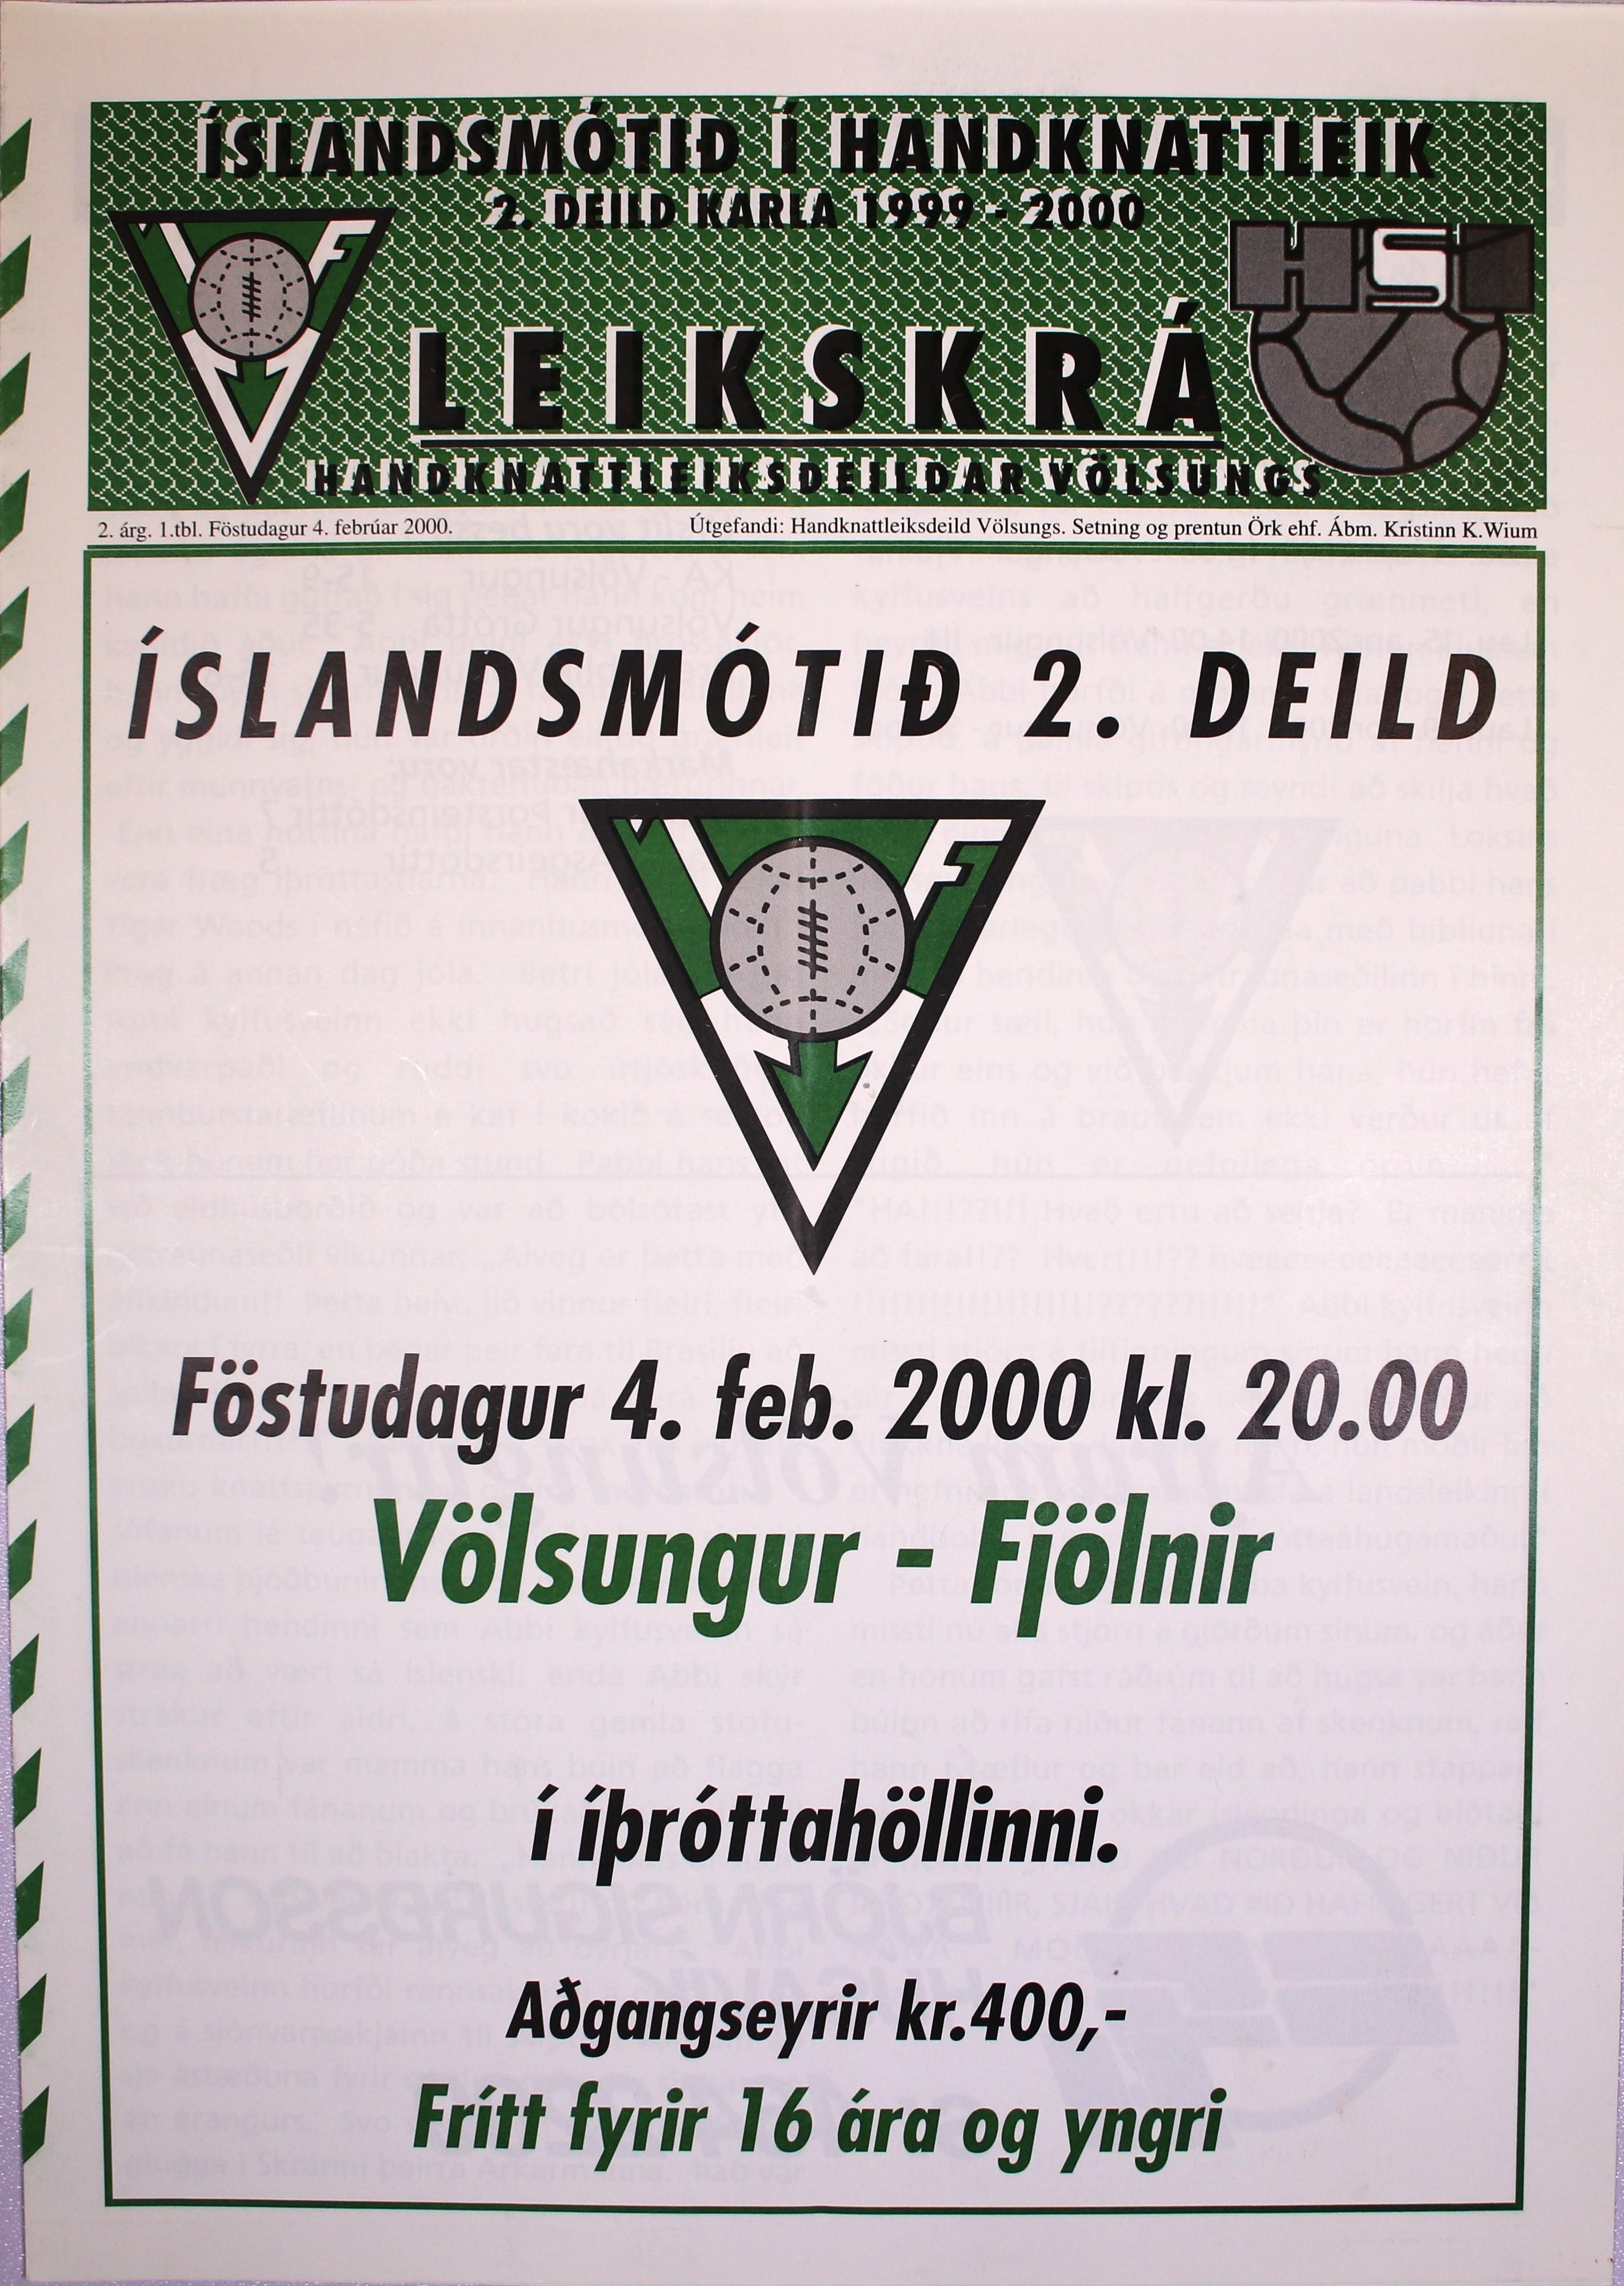 ÍSLANDSMÓTIÐ Í HANDKNATTLEIK
2. DEILD KARLA 1999 - 2000
VÍF
HSÍ
LEIKSKRÁ
HANDKNATTLEIKSDEILDAR VÖLSUNGS
2. árg. 1.tbl. Föstudagur 4. febrúar 2000.
Útgefandi: Handknattleiksdeild Völsungs. Setning og prentun Örk ehf. Ábm. Kristinn K.Wium
ÍSLANDSMÓTIÐ 2. DEILD
Föstudagur 4. feb. 2000 kl. 20.00
Völsungur - Fjölnir
í íþróttahöllinni.
Aðgangseyrir kr.400,-
Frítt fyrir 16 ára og yngri